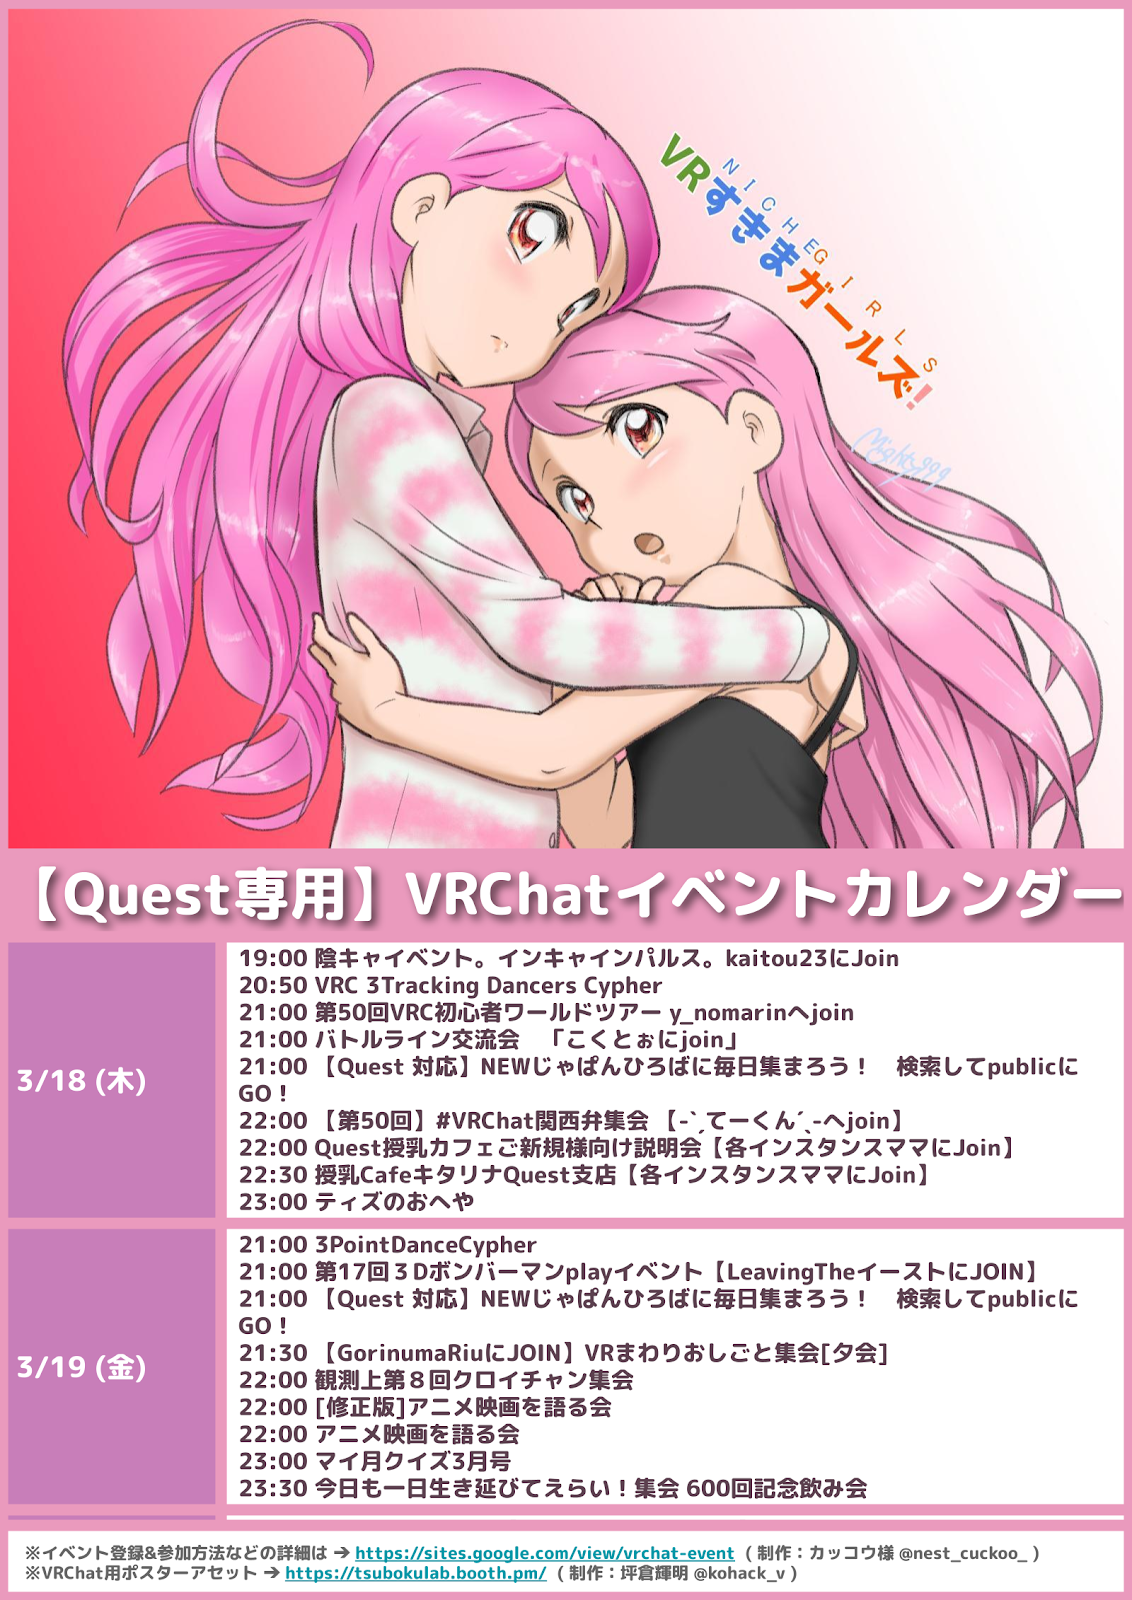 NICHEGIRLS
VRすきまガールズ!
Mighty999
【Quest専用】VRChatイベントカレンダー
3/18 (木)
19:00 陰キャイベント。インキャインパルス。kaitou23にJoin
20:50 VRC 3Tracking Dancers Cypher
21:00 第50回VRC初心者ワールドツアー y_nomarinへjoin
21:00 バトルライン交流会　「こくとぉにjoin」
21:00 【Quest 対応】NEWじゃぱんひろばに毎日集まろう！　検索してpublicに
GO！
22:00 【第50回】#VRChat関西弁集会 【-`ˏてーくん´ˎ-へjoin】
22:00 Quest授乳カフェご新規様向け説明会【各インスタンスママにJoin】
22:30 授乳CafeキタリナQuest支店【各インスタンスママにJoin】
23:00 ティズのおへや
3/19 (金)
21:00 3PointDanceCypher
21:00 第17回３Dボンバーマンplayイベント【LeavingTheイーストにJOIN】
21:00 【Quest 対応】NEWじゃぱんひろばに毎日集まろう！　検索してpublicに
GO！
21:30 【GorinumaRiuにJOIN】VRまわりおしごと集会[夕会]
22:00 観測上第８回クロイチャン集会
22:00 [修正版]アニメ映画を語る会
22:00 アニメ映画を語る会
23:00 マイ月クイズ3月号
23:30 今日も一日生き延びてえらい！集会 600回記念飲み会
※イベント登録&参加方法などの詳細は → https://sites.google.com/view/vrchat-event （ 制作：カッコウ様 @nest_cuckoo_ ）
※VRChat用ポスターアセット → https://tsubokulab.booth.pm/ （ 制作：坪倉輝明 @kohack_v ）